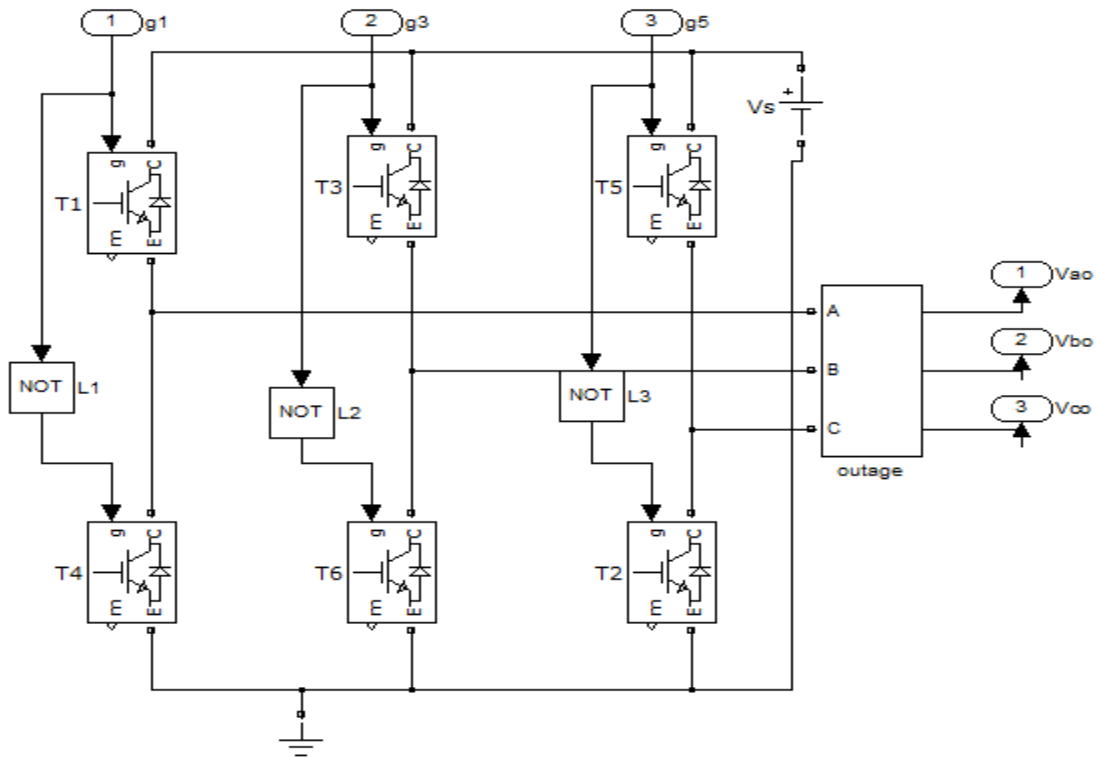 1 g1
2 g3
3 g5
Vs
+
g C
T1
m E
g C
T3
m E
g C
T5
m E
1 Vao
A
2 Vbo
B
3 Vco
C
outage
NOT L1
NOT L2
NOT L3
g C
T4
m E
g C
T6
m E
g C
T2
m E